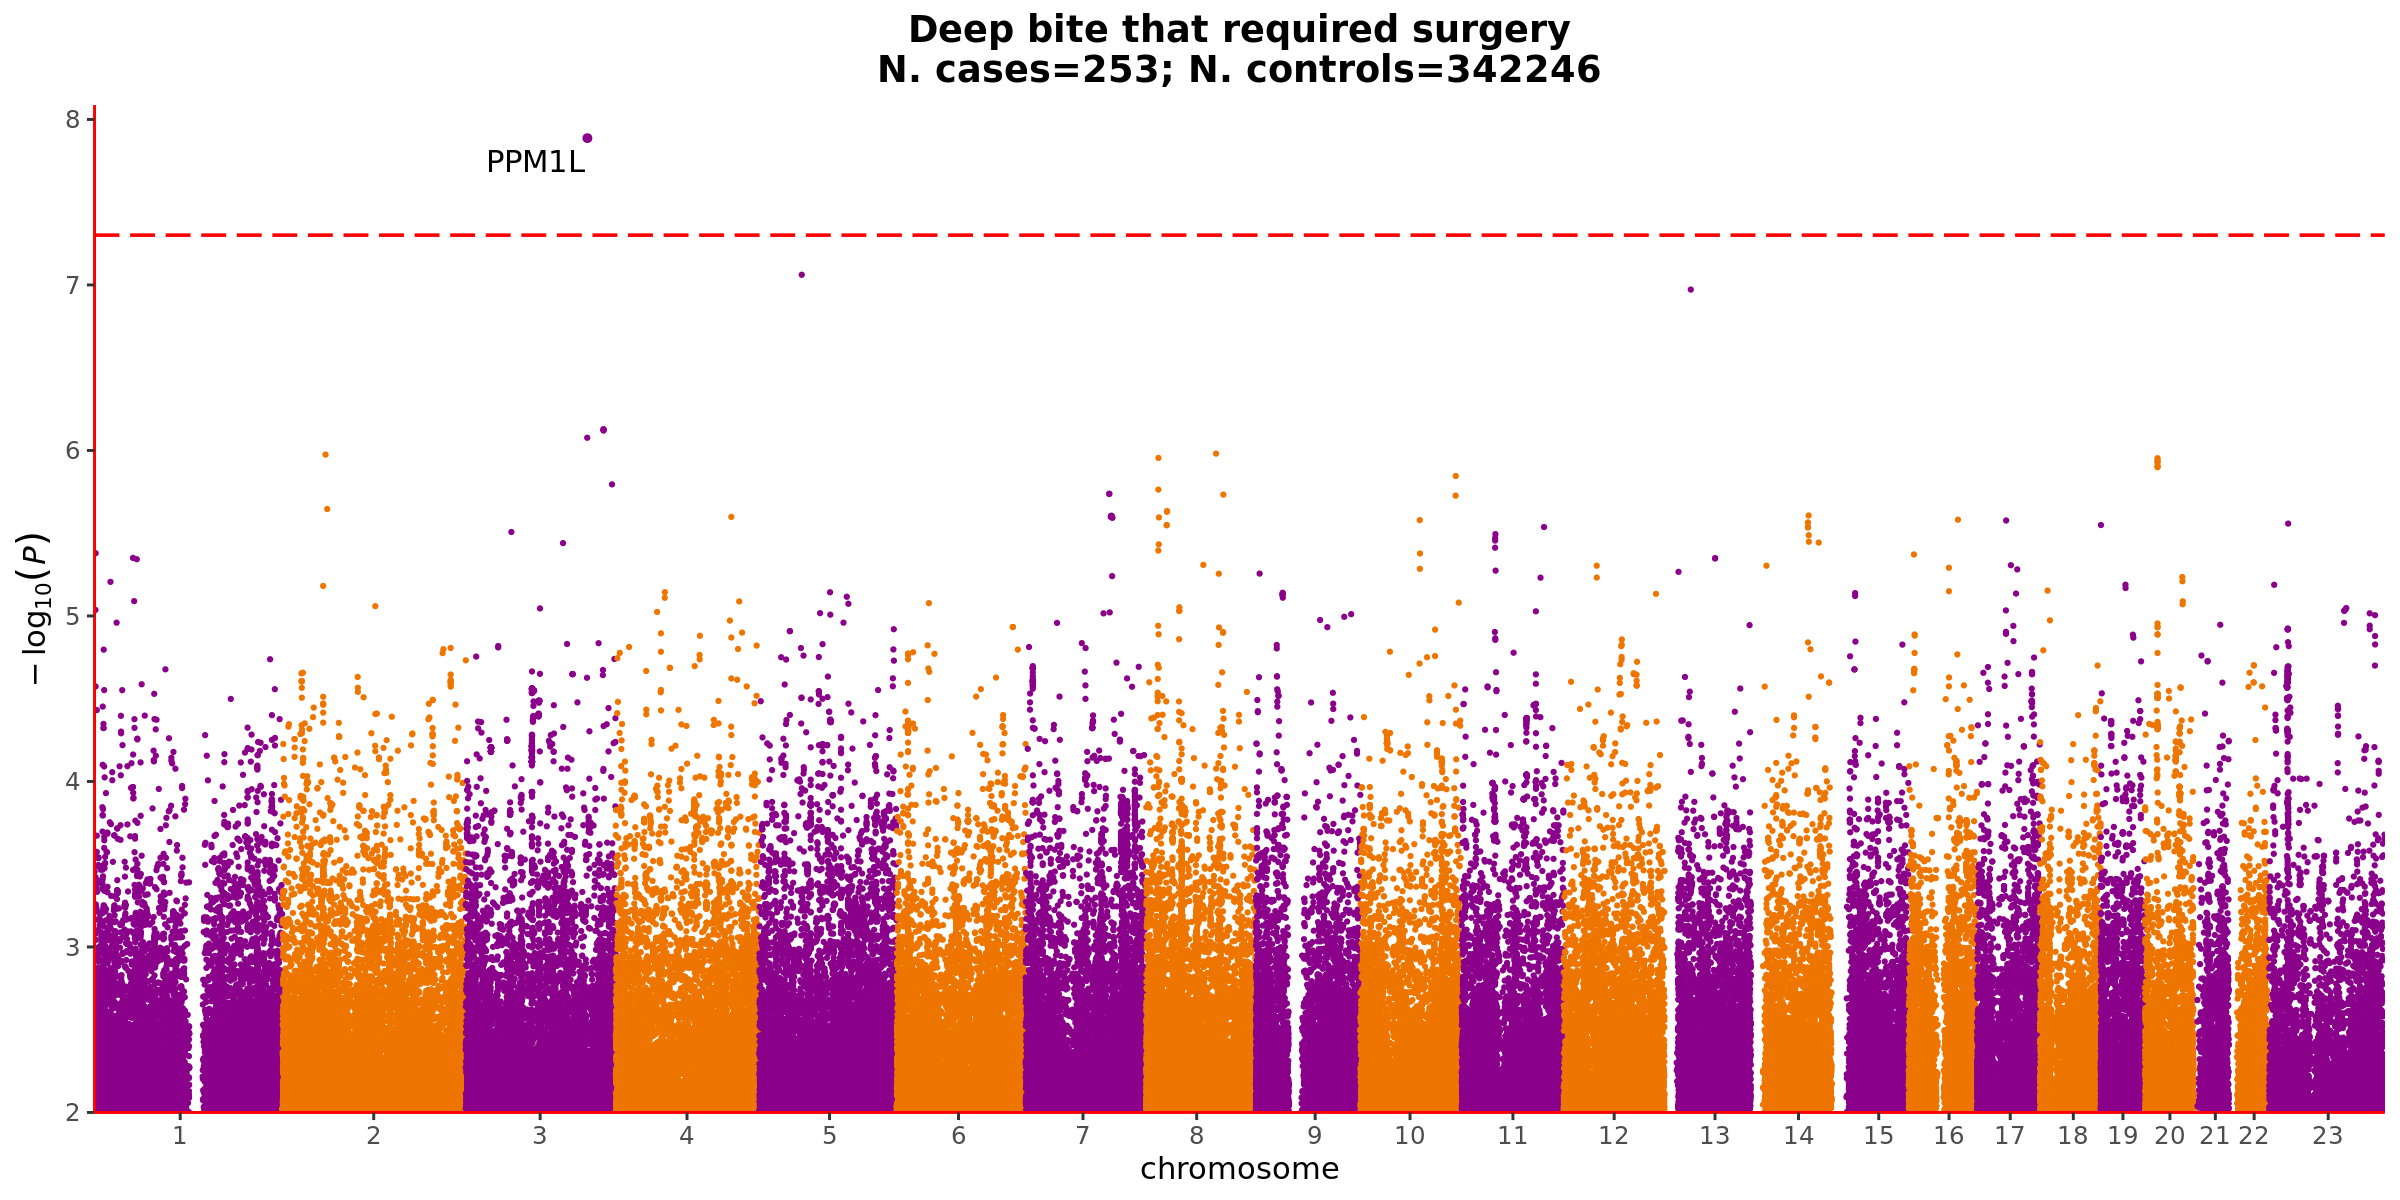 Deep bite that required surgery
N. cases=253; N. controls=342246
8
PPM1L
7
6
5
4
3
2
−log10(P)
1 2 3 4 5 6 7 8 9 10 11 12 13 14 15 16 17 18 19 20 21 22 23
chromosome